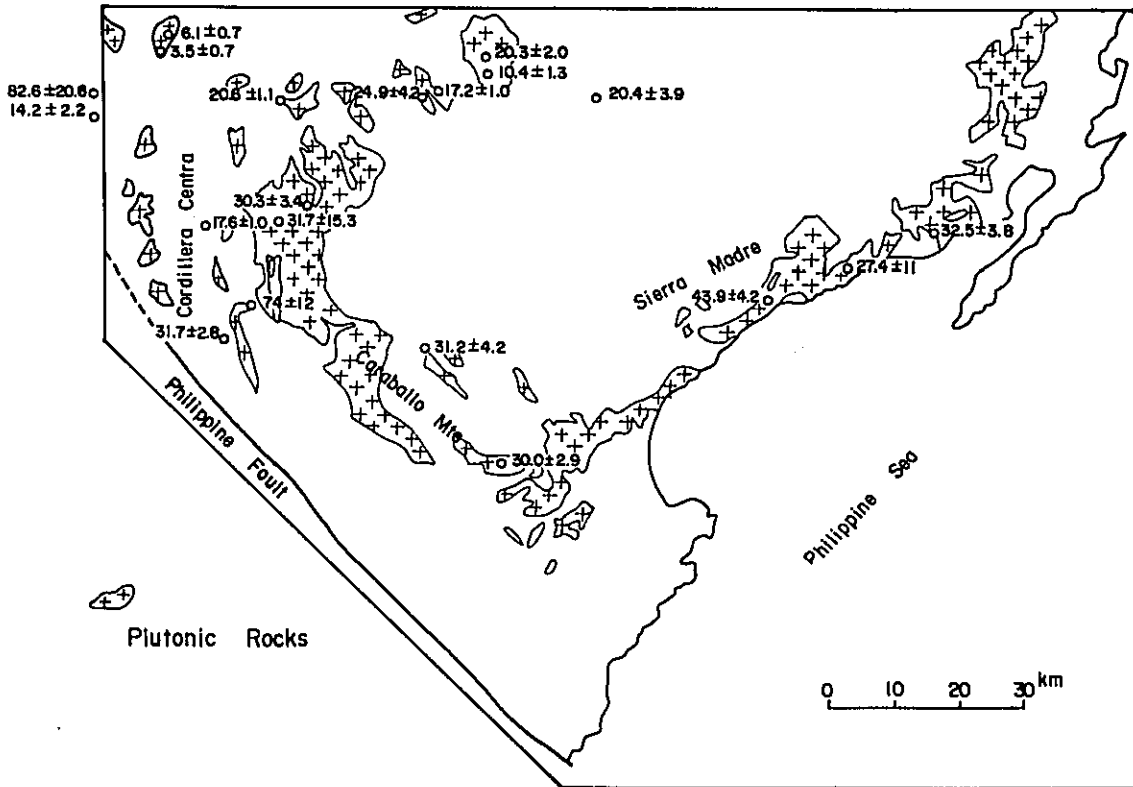 6.1±0.7
3.5±0.7
20.3±2.0
10.4±1.3
82.6±20.8
14.2±2.2
20.6±1.1
24.9±4.2
17.2±1.0
20.4±3.9
Cordillera Centra
30.3±3.4
17.6±1.0
31.7±15.3
32.5±3.8
Sierra Madre
27.4±11
43.9±4.2
74±12
31.7±2.8
31.2±4.2
Caraballo Mts
Philippine Foult
30.0±2.9
Philippine Sea
Plutonic Rocks
0 10 20 30 km